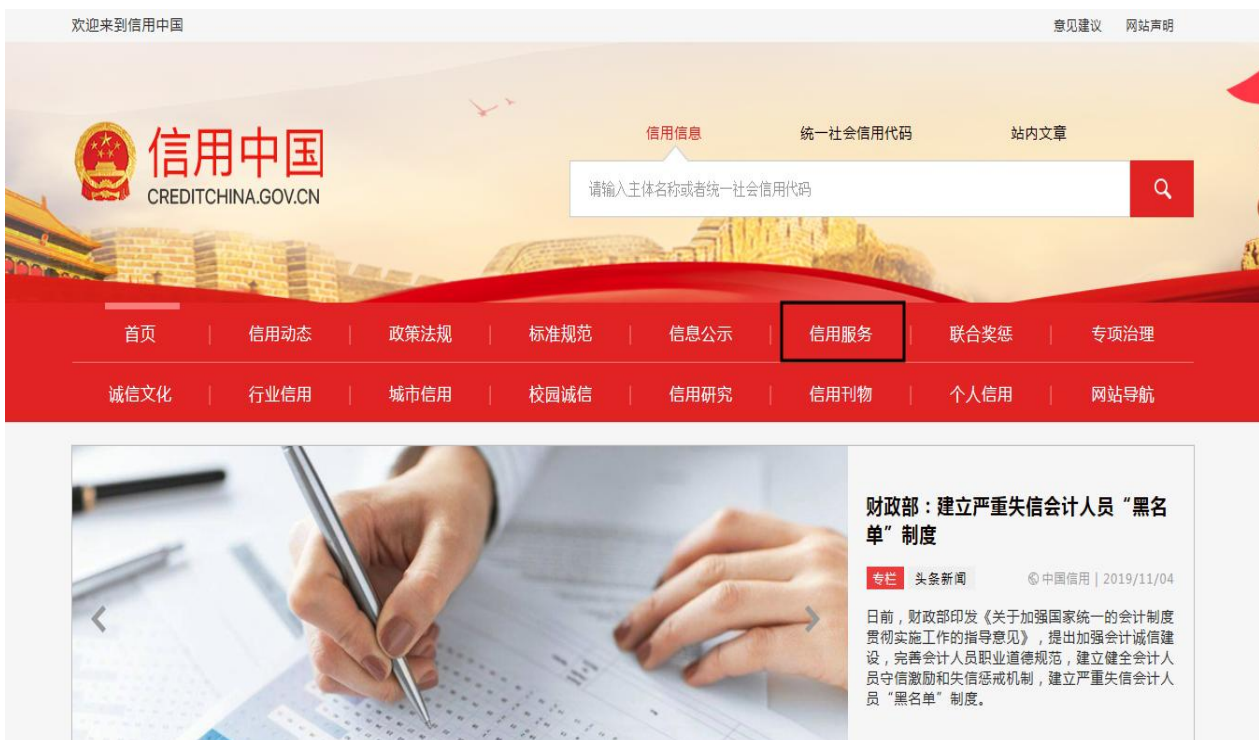 欢迎来到信用中国
意见建议 网站声明
信用信息 统一社会信用代码 站内文章
信用中国
CREDITCHINA.GOV.CN
请输入主体名称或者统一社会信用代码
首页 信用动态 政策法规 标准规范 信息公示 信用服务 联合奖惩 专项治理
诚信文化 行业信用 城市信用 校园诚信 信用研究 信用刊物 个人信用 网站导航
财政部：建立严重失信会计人员“黑名
单”制度
专栏 头条新闻 ©中国信用 | 2019/11/04
日前，财政部印发《关于加强国家统一的会计制度
贯彻实施工作的指导意见》，提出加强会计诚信建
设，完善会计人员职业道德规范，建立健全会计人
员守信激励和失信惩戒机制，建立严重失信会计人
员“黑名单”制度。